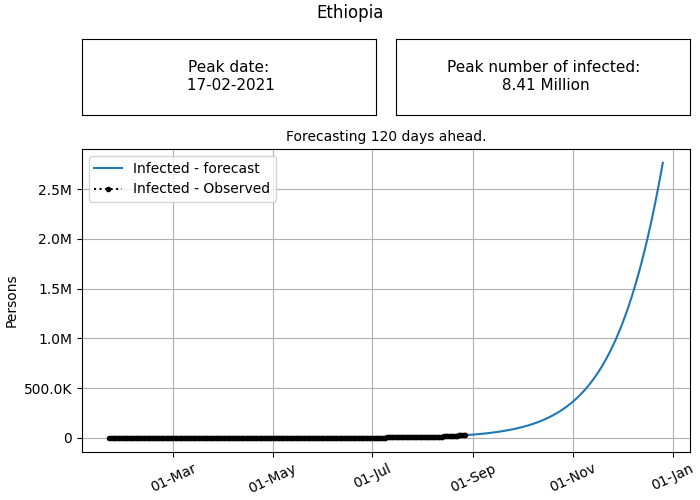 Ethiopia
Peak date:
17-02-2021
Peak number of infected:
8.41 Million
Forecasting 120 days ahead.
Infected - forecast
Infected - Observed
Persons
2.5M
2.0M
1.5M
1.0M
500.0K
0
01-Mar
01-May
01-Jul
01-Sep
01-Nov
01-Jan